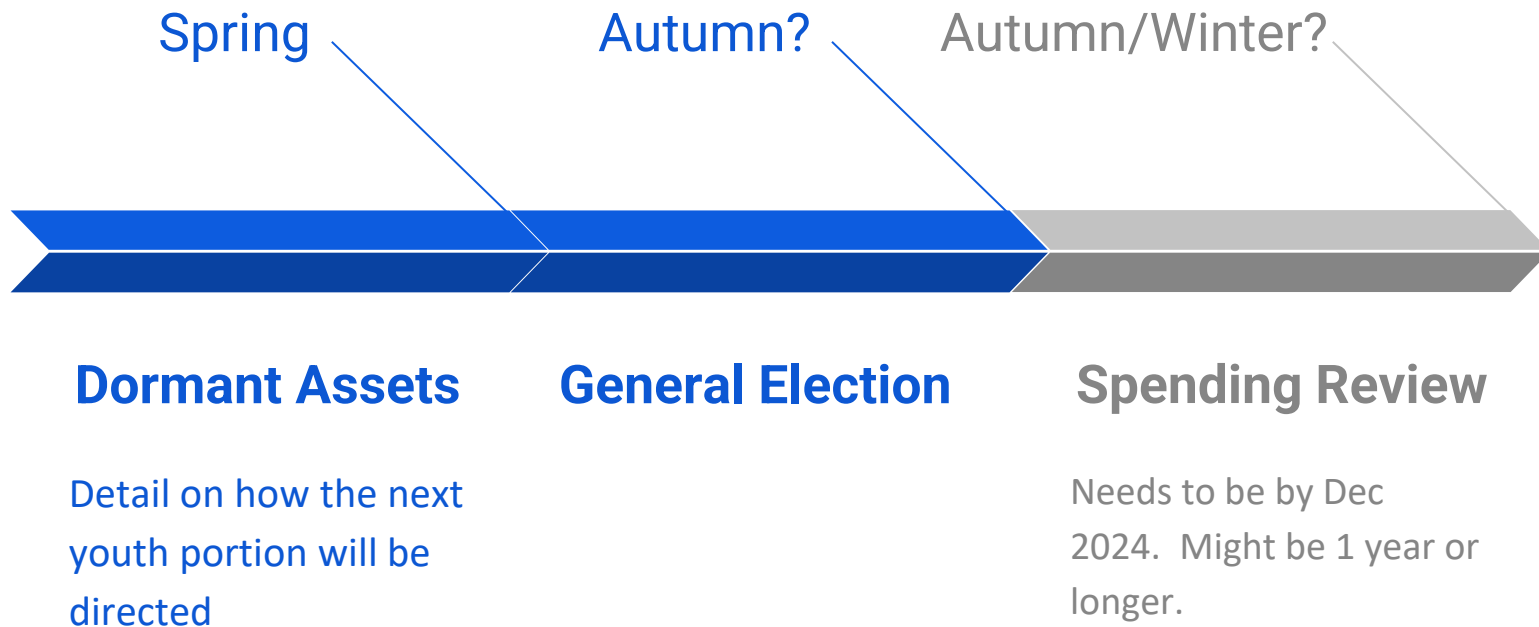 Spring
Autumn?
Autumn/Winter?
Dormant Assets
General Election
Spending Review
Detail on how the next
youth portion will be
directed
Needs to be by Dec
2024.  Might be 1 year or
longer.